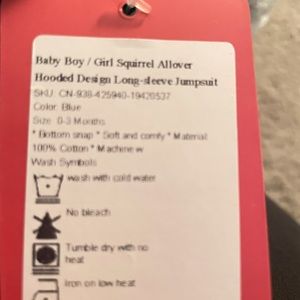 Baby Boy / Girl Squirrel Allover
Hooded Design Long-sleeve Jumpsuit
SKU: CN-938-425940-19420537
Color: Blue
Size: 0-3 Months
* Bottom snap * Soft and comfy * Material:
100% Cotton * Machine w
Wash Symbols
wash with cold water
No bleach
Tumble dry with no
heat
Iron on low heat